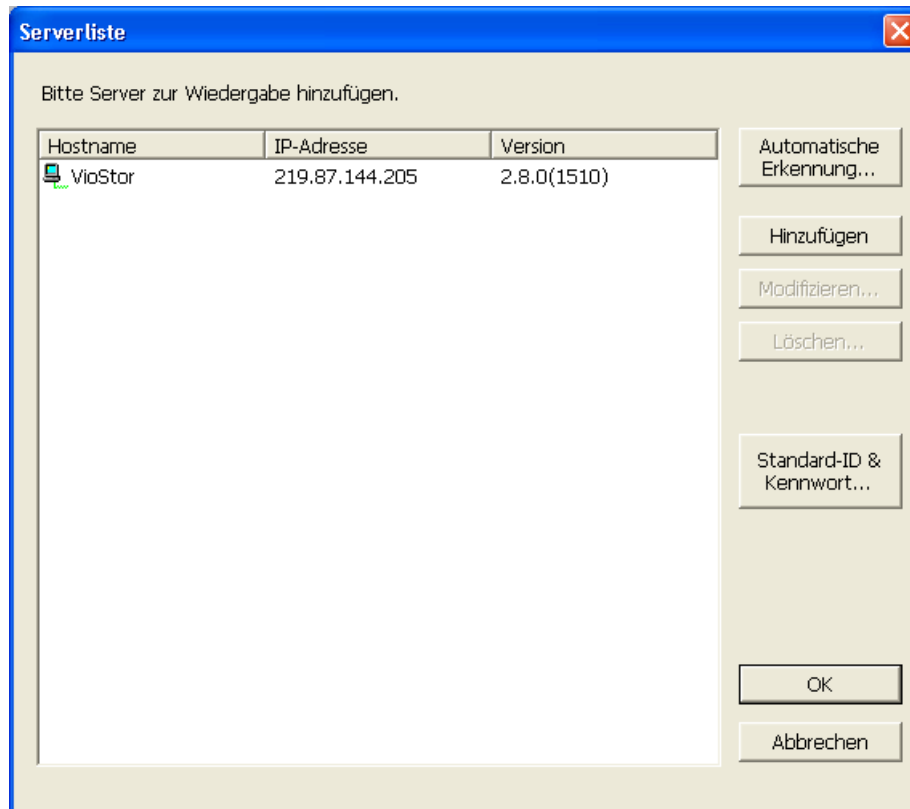 Serverliste
Bitte Server zur Wiedergabe hinzufügen.
Hostname IP-Adresse Version
VioStor 219.87.144.205 2.8.0(1510)
Automatische
Erkennung...
Hinzufügen
Modifizieren...
Löschen...
Standard-ID &
Kennwort...
OK
Abbrechen